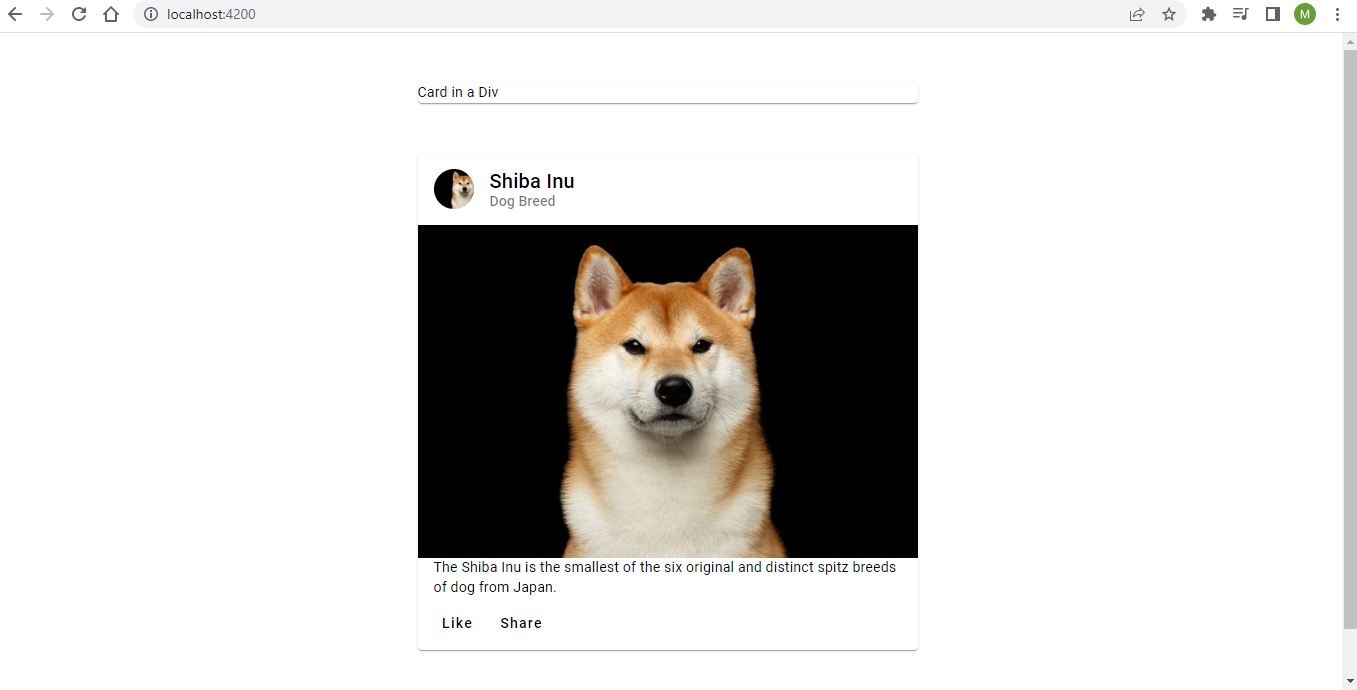 localhost:4200
M
Card in a Div
Shiba Inu
Dog Breed
The Shiba Inu is the smallest of the six original and distinct spitz breeds
of dog from Japan.
Like Share